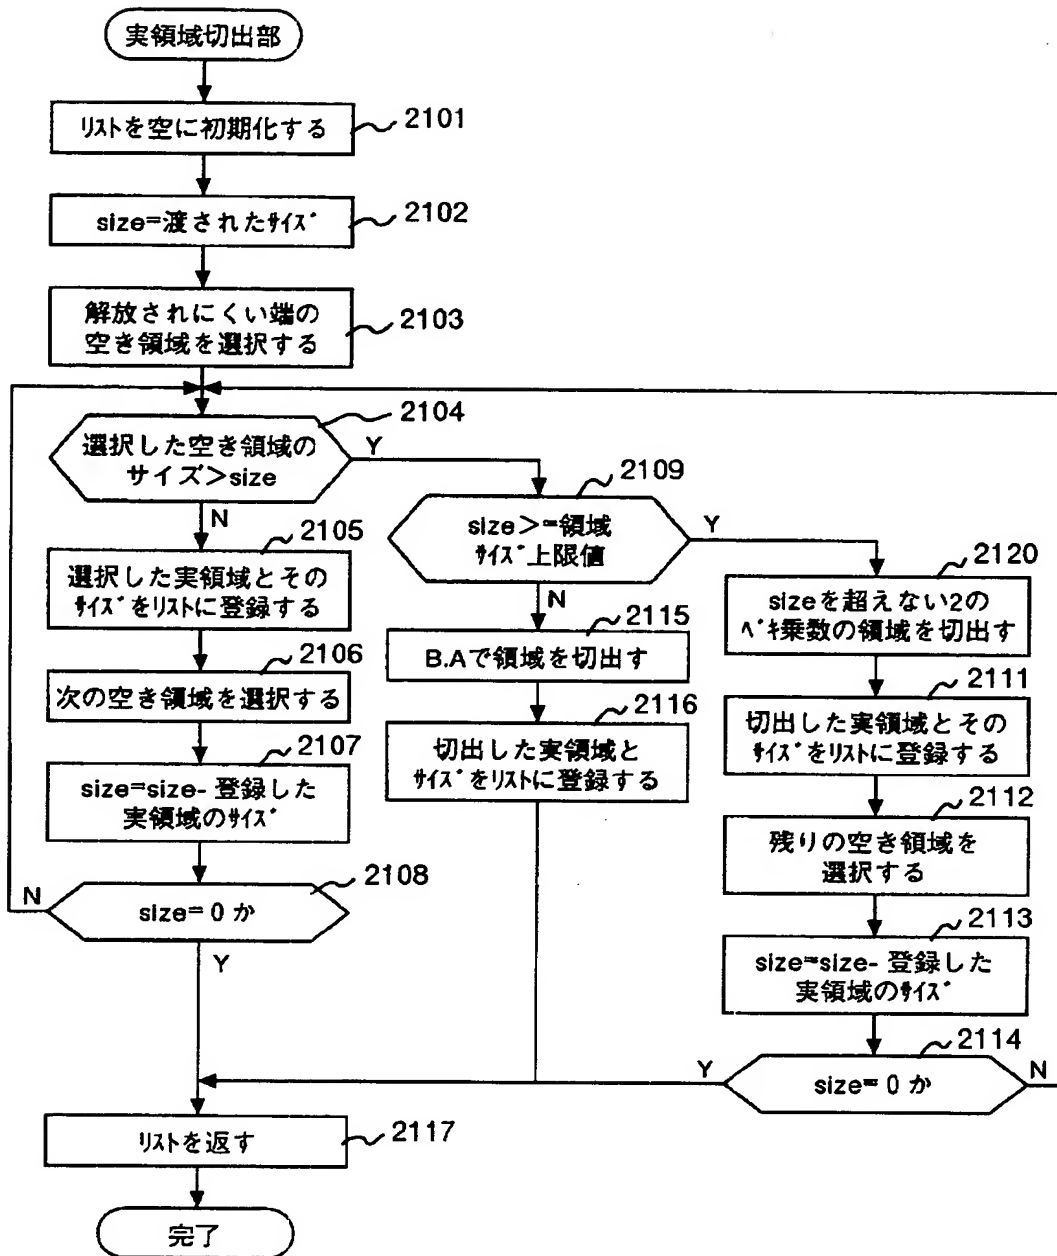 実領域切出部
リストを空に初期化する
2101
size=渡されたサイズ
2102
解放されにくい端の
空き領域を選択する
2103
2104
選択した空き領域の
サイズ>size
Y
N
2105
選択した実領域とその
サイズをリストに登録する
2106
次の空き領域を選択する
2107
size=size-登録した
実領域のサイズ
2108
size=0か
N
Y
2109
size>=領域
サイズ上限値
Y
N
2115
B.Aで領域を切出す
2116
切出した実領域と
サイズをリストに登録する
2120
sizeを超えない2の
ベキ乗数の領域を切出す
2111
切出した実領域とその
サイズをリストに登録する
2112
残りの空き領域を
選択する
2113
size=size-登録した
実領域のサイズ
2114
size=0か
Y
N
リストを返す
2117
完了